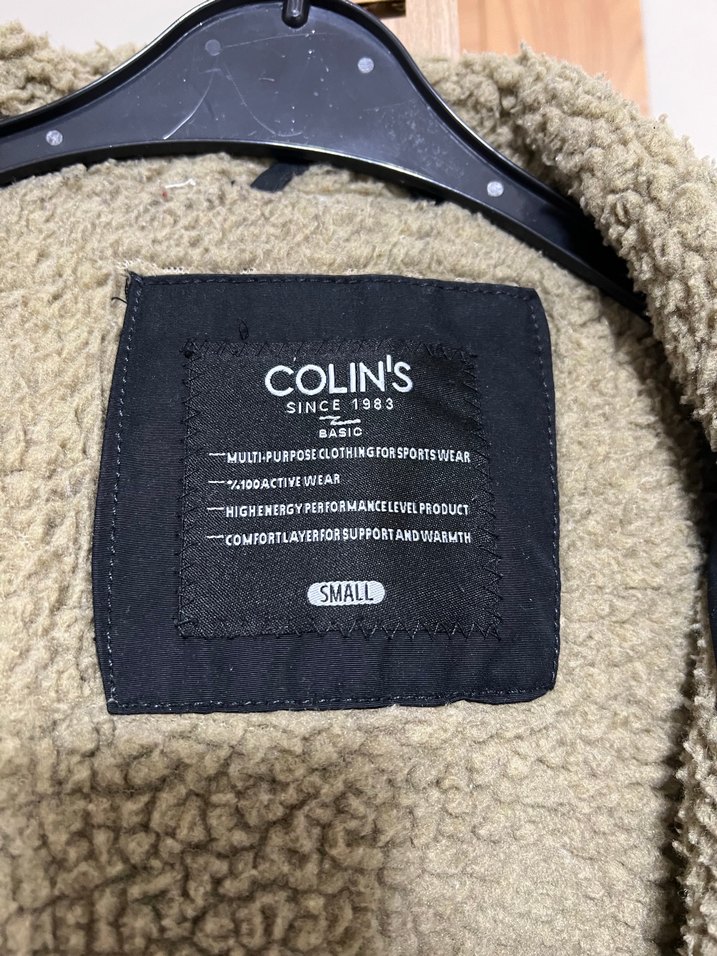 COLIN'S
SINCE 1983
BASIC
MULTI-PURPOSE CLOTHING FOR SPORTS WEAR
%100 ACTIVE WEAR
HIGH ENERGY PERFORMANCE LEVEL PRODUCT
COMFORT LAYER FOR SUPPORT AND WARMTH
SMALL